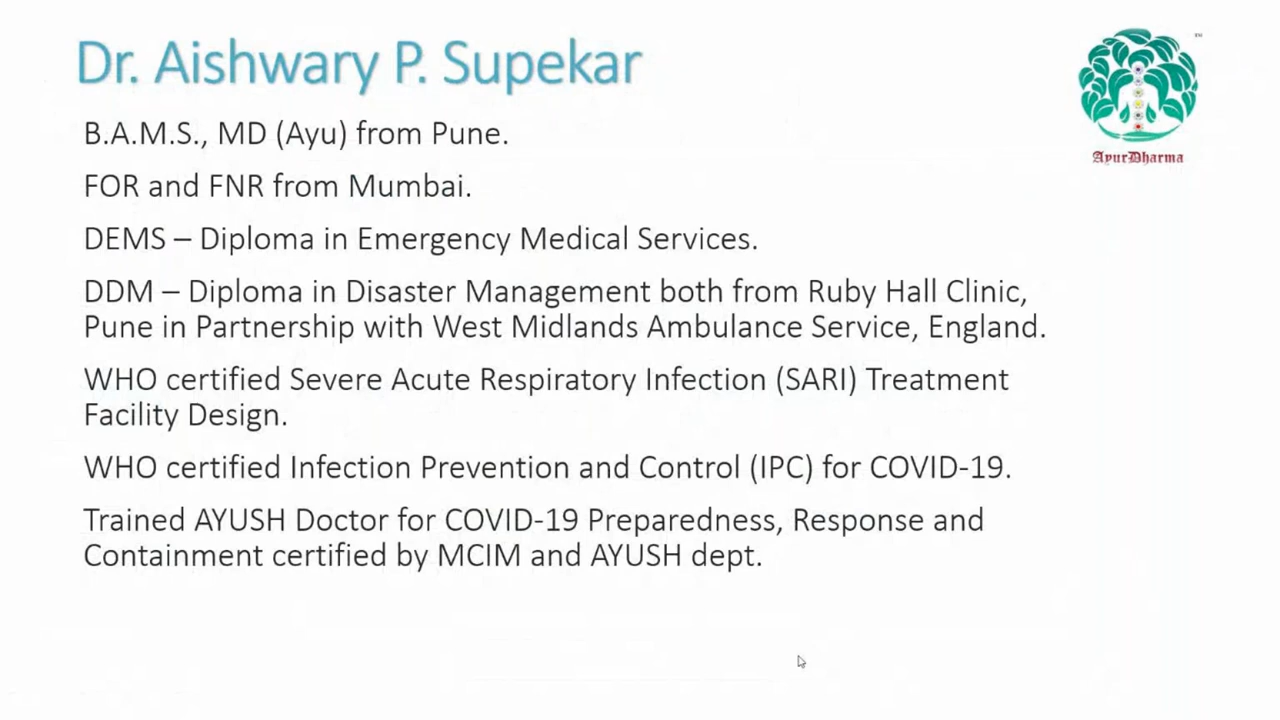 Dr. Aishwary P. Supekar
TM
AyurDharma
B.A.M.S., MD (Ayu) from Pune.
FOR and FNR from Mumbai.
DEMS – Diploma in Emergency Medical Services.
DDM – Diploma in Disaster Management both from Ruby Hall Clinic,
Pune in Partnership with West Midlands Ambulance Service, England.
WHO certified Severe Acute Respiratory Infection (SARI) Treatment
Facility Design.
WHO certified Infection Prevention and Control (IPC) for COVID-19.
Trained AYUSH Doctor for COVID-19 Preparedness, Response and
Containment certified by MCIM and AYUSH dept.